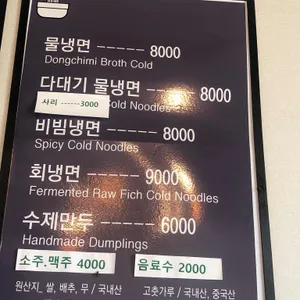 물냉면 ----- 8000
Dongchimi Broth Cold
다대기 물냉면 ----- 8000
사리 ------3000
Cold Noodles
비빔냉면 ----- 8000
Spicy Cold Noodles
회냉면 ----- 9000
Fermented Raw Fich Cold Noodles
수제만두 ----- 6000
Handmade Dumplings
소주.맥주 4000
음료수 2000
원산지, 쌀, 배추, 무 / 국내산
고춧가루 / 국내산, 중국산